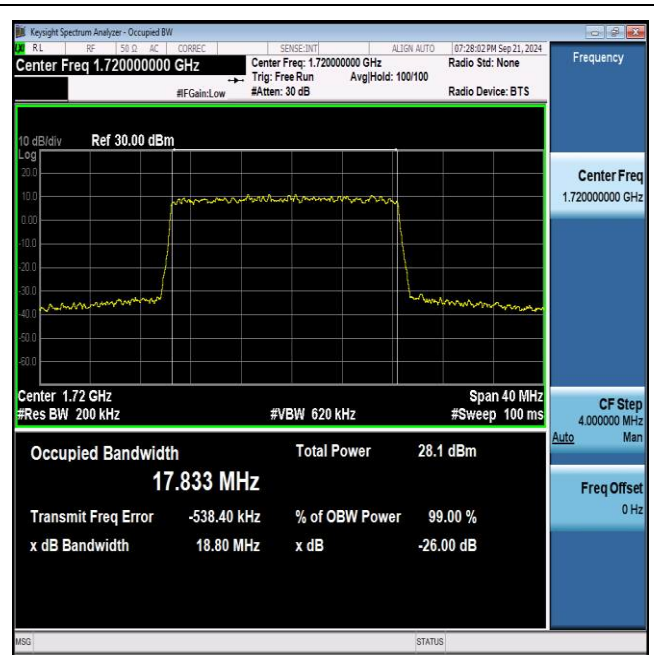 Keysight Spectrum Analyzer - Occupied BW
RL RF 50 Ω AC CORREC SENSE:INT ALIGN AUTO 07:28:02 PM Sep 21, 2024
Center Freq 1.720000000 GHz
Center Freq: 1.720000000 GHz Radio Std: None
Trig: Free Run Avg|Hold: 100/100
#IFGain:Low #Atten: 30 dB Radio Device: BTS
10 dB/div Ref 30.00 dBm
Log
20.0
10.0
0.00
-10.0
-20.0
-30.0
-40.0
-50.0
-60.0
Center 1.72 GHz Span 40 MHz
#Res BW 200 kHz #VBW 620 kHz #Sweep 100 ms
Occupied Bandwidth Total Power 28.1 dBm
17.833 MHz
Transmit Freq Error -538.40 kHz % of OBW Power 99.00 %
x dB Bandwidth 18.80 MHz x dB -26.00 dB
Frequency
Center Freq
1.720000000 GHz
CF Step
4.000000 MHz
Auto Man
Freq Offset
0 Hz
MSG STATUS